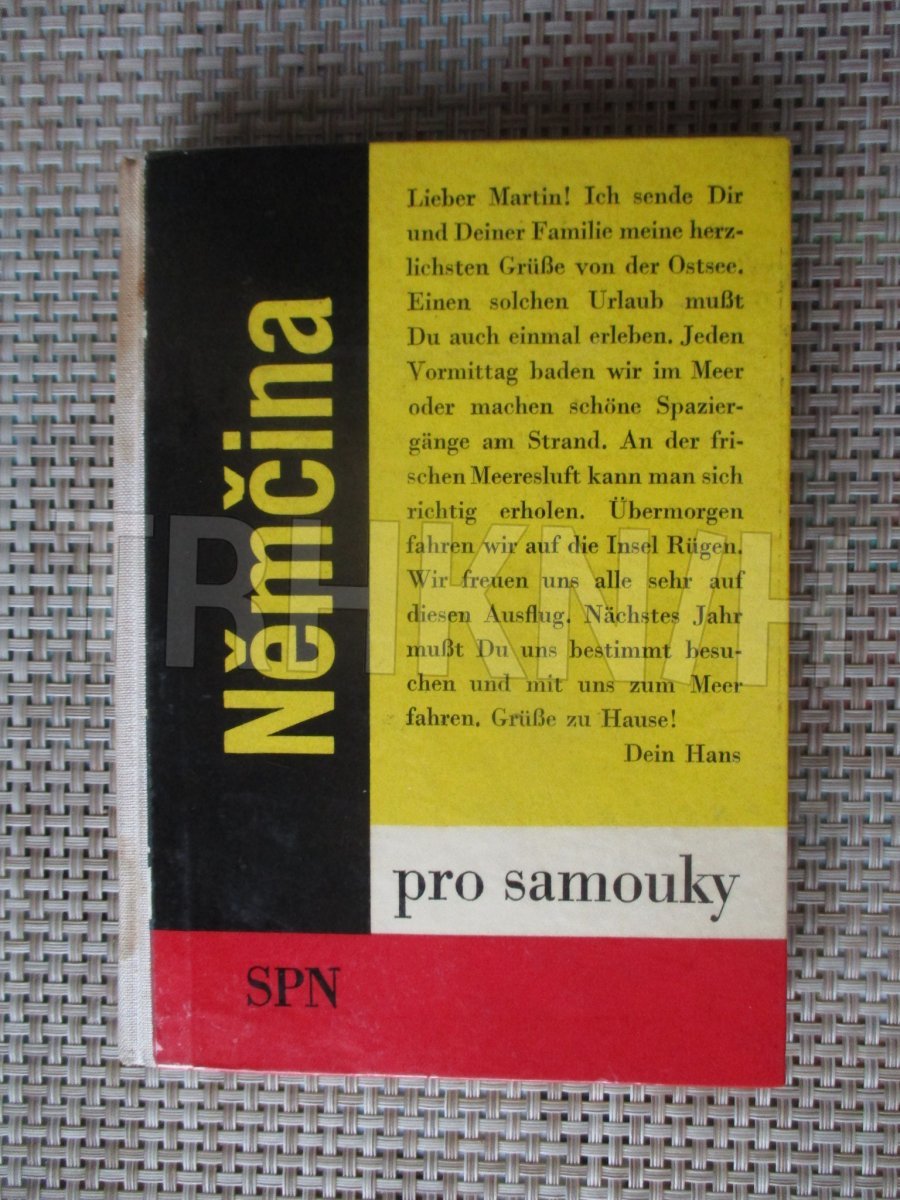 Němčina
Lieber Martin! Ich sende Dir
und Deiner Familie meine herz-
lichsten Grüße von der Ostsee.
Einen solchen Urlaub mußt
Du auch einmal erleben. Jeden
Vormittag baden wir im Meer
oder machen schöne Spazier-
gänge am Strand. An der fri-
schen Meeresluft kann man sich
richtig erholen. Übermorgen
fahren wir auf die Insel Rügen.
Wir freuen uns alle sehr auf
diesen Ausflug. Nächstes Jahr
mußt Du uns bestimmt besu-
chen und mit uns zum Meer
fahren. Grüße zu Hause!
Dein Hans
pro samouky
SPN